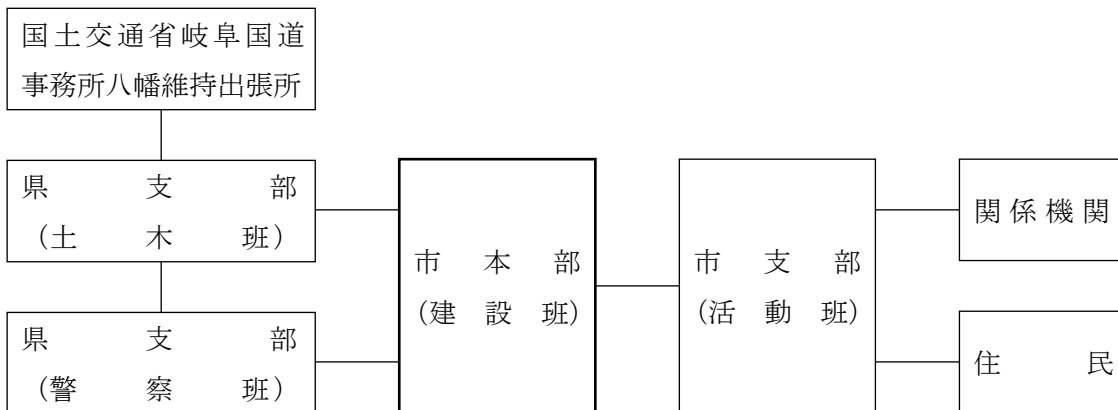 国土交通省岐阜国道
事務所八幡維持出張所
県支部
（土木班）
県支部
（警察班）
市本部
（建設班）
市支部
（活動班）
関係機関
住民